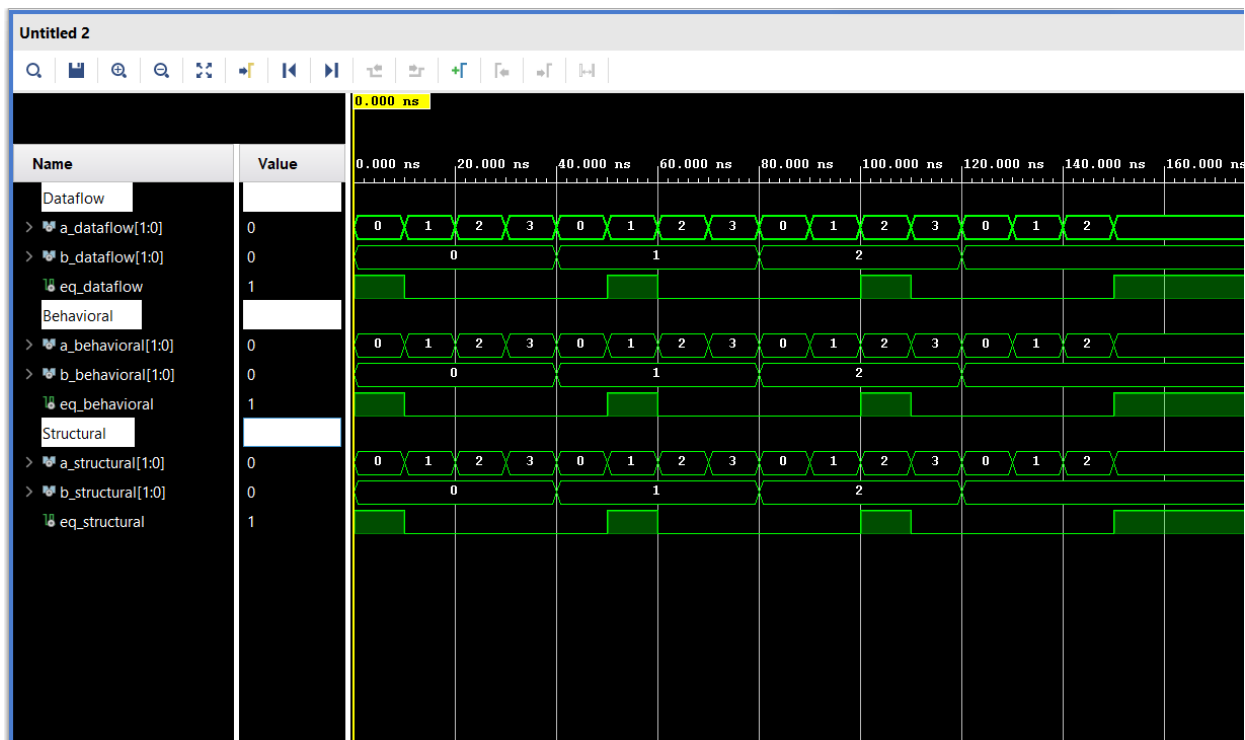 Untitled 2
0.000 ns
Name Value 0.000 ns 20.000 ns 40.000 ns 60.000 ns 80.000 ns 100.000 ns 120.000 ns 140.000 ns 160.000 ns
Dataflow
a_dataflow[1:0] 0 0 1 2 3 0 1 2 3 0 1 2 3 0 1 2
b_dataflow[1:0] 0 0 1 2
eq_dataflow 1
Behavioral
a_behavioral[1:0] 0 0 1 2 3 0 1 2 3 0 1 2 3 0 1 2
b_behavioral[1:0] 0 0 1 2
eq_behavioral 1
Structural
a_structural[1:0] 0 0 1 2 3 0 1 2 3 0 1 2 3 0 1 2
b_structural[1:0] 0 0 1 2
eq_structural 1